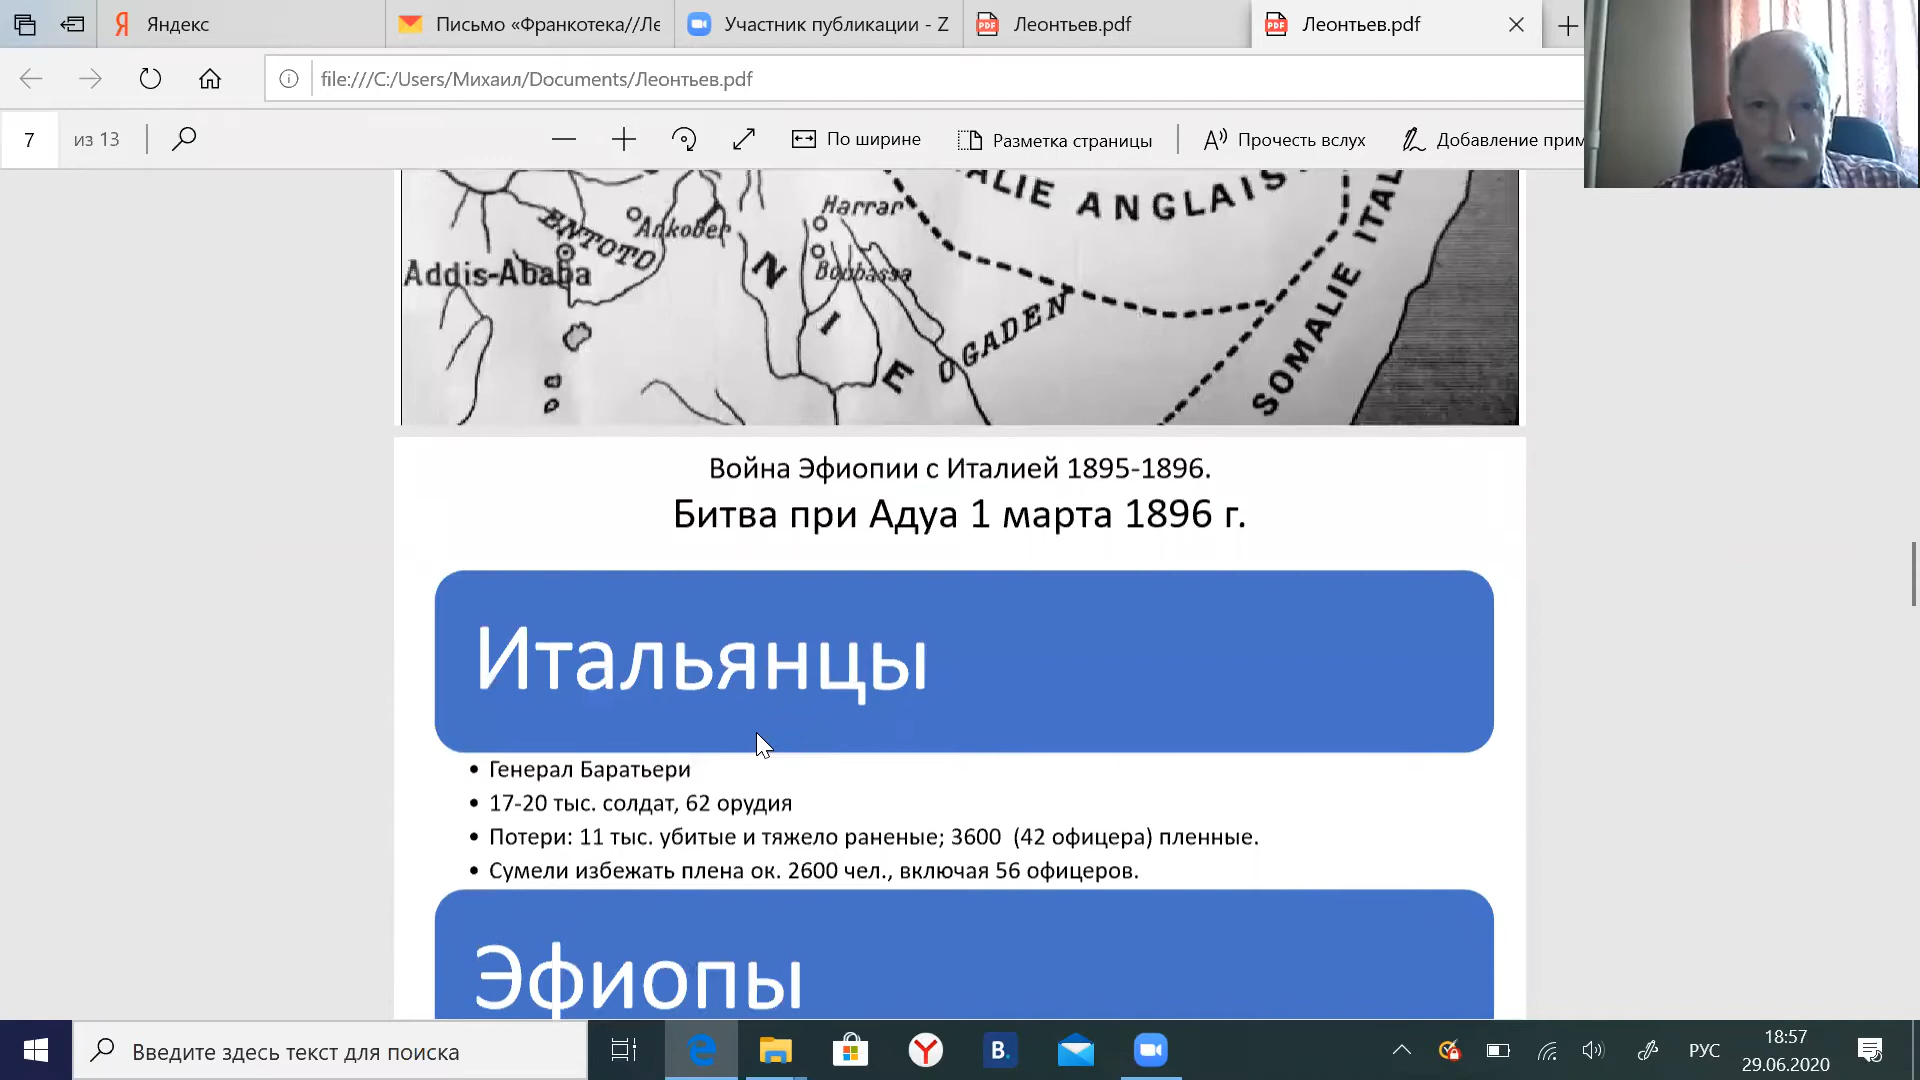 Яндекс
Письмо «Франкотека//Ле
Участник публикации - Z
Леонтьев.pdf
Леонтьев.pdf
file:///C:/Users/Михаил/Documents/Леонтьев.pdf
7
из 13
По ширине
Разметка страницы
Прочесть вслух
Добавление прим
ALIE ANGLAIS
SOMALIE ITAL
Harrar
Ankober
ENTOTO
Addis-Ababa
Boubassa
N
I
E
OGADEN
Война Эфиопии с Италией 1895-1896.
Битва при Адуа 1 марта 1896 г.
Итальянцы
• Генерал Баратьери
• 17-20 тыс. солдат, 62 орудия
• Потери: 11 тыс. убитые и тяжело раненые; 3600 (42 офицера) пленные.
• Сумели избежать плена ок. 2600 чел., включая 56 офицеров.
Эфиопы
Введите здесь текст для поиска
B.
РУС
18:57
29.06.2020